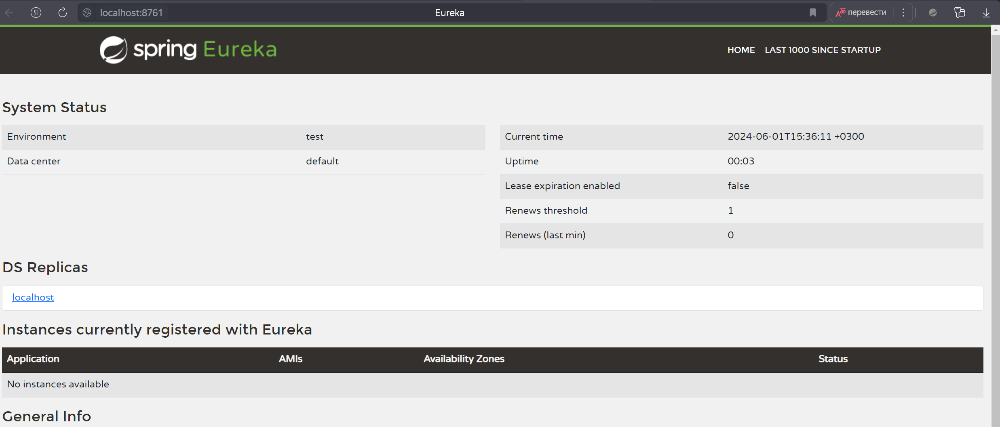 localhost:8761 Eureka перевести
spring Eureka HOME LAST 1000 SINCE STARTUP
System Status
Environment test
Data center default
Current time 2024-06-01T15:36:11 +0300
Uptime 00:03
Lease expiration enabled false
Renews threshold 1
Renews (last min) 0
DS Replicas
localhost
Instances currently registered with Eureka
Application AMIs Availability Zones Status
No instances available
General Info